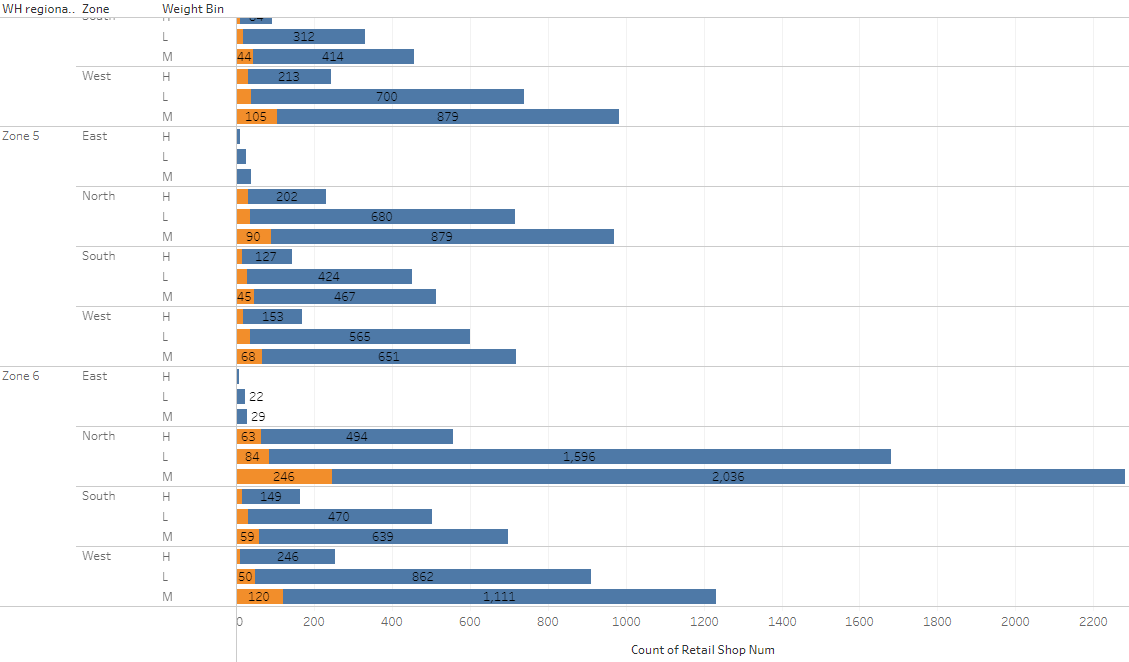 WH regiona.. Zone Weight Bin
South H 84
L 312
M 44 414
West H 213
L 700
M 105 879
Zone 5 East H
L
M
North H 202
L 680
M 90 879
South H 127
L 424
M 45 467
West H 153
L 565
M 68 651
Zone 6 East H
L 22
M 29
North H 63 494
L 84 1,596
M 246 2,036
South H 149
L 470
M 59 639
West H 246
L 50 862
M 120 1,111
0 200 400 600 800 1000 1200 1400 1600 1800 2000 2200
Count of Retail Shop Num